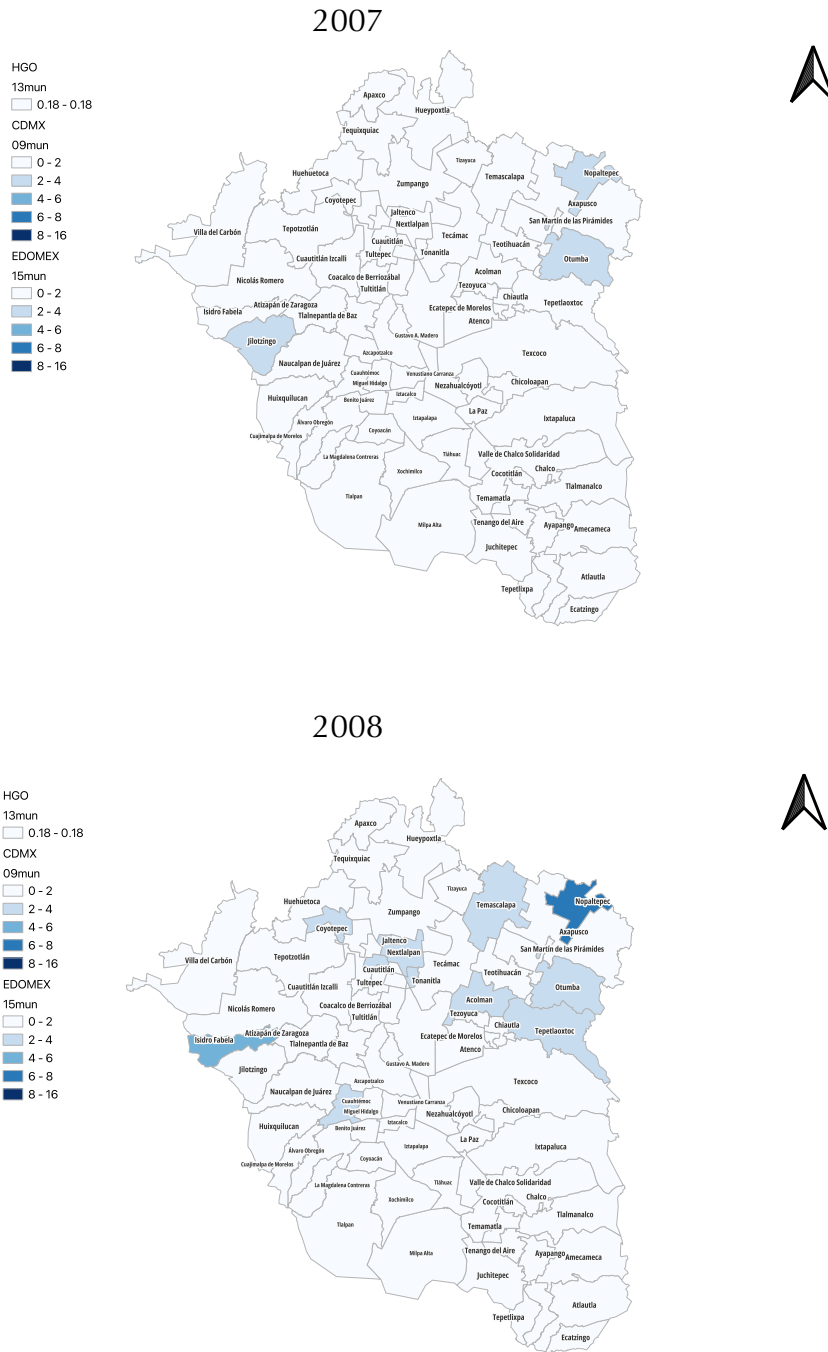 2007
HGO
13mun
0.18 - 0.18
CDMX
09mun
0 - 2
2 - 4
4 - 6
6 - 8
8 - 16
EDOMEX
15mun
0 - 2
2 - 4
4 - 6
6 - 8
8 - 16
Apaxco
Hueypoxtla
Tequixquiac
Tizayuca
Huehuetoca
Zumpango
Temascalapa
Nopaltepec
Coyotepec
Axapusco
Jaltenco
San Martín de las Pirámides
Nextlalpan
Villa del Carbón
Tepotzotlán
Tecámac
Cuautitlán
Teotihuacán
Tultepec
Tonanitla
Cuautitlán Izcalli
Otumba
Acolman
Coacalco de Berriozábal
Nicolás Romero
Tezoyuca
Tultitlán
Chiautla
Tepetlaoxtoc
Atizapán de Zaragoza
Isidro Fabela
Ecatepec de Morelos
Tlalnepantla de Baz
Atenco
Gustavo A. Madero
Jilotzingo
Azcapotzalco
Texcoco
Naucalpan de Juárez
Cuauhtémoc
Venustiano Carranza
Miguel Hidalgo
Nezahualcóyotl
Chicoloapan
Iztacalco
Huixquilucan
Benito Juárez
La Paz
Iztapalapa
Ixtapaluca
Álvaro Obregón
Coyoacán
Cuajimalpa de Morelos
Tláhuac
Valle de Chalco Solidaridad
La Magdalena Contreras
Xochimilco
Cocotitlán
Chalco
Tlalmanalco
Tlalpan
Temamatla
Milpa Alta
Tenango del Aire
Ayapango
Amecameca
Juchitepec
Atlautla
Tepetlixpa
Ecatzingo
2008
HGO
13mun
0.18 - 0.18
CDMX
09mun
0 - 2
2 - 4
4 - 6
6 - 8
8 - 16
EDOMEX
15mun
0 - 2
2 - 4
4 - 6
6 - 8
8 - 16
Apaxco
Hueypoxtla
Tequixquiac
Tizayuca
Huehuetoca
Zumpango
Temascalapa
Nopaltepec
Coyotepec
Axapusco
Jaltenco
San Martín de las Pirámides
Nextlalpan
Villa del Carbón
Tepotzotlán
Tecámac
Cuautitlán
Teotihuacán
Tultepec
Tonanitla
Cuautitlán Izcalli
Otumba
Acolman
Coacalco de Berriozábal
Nicolás Romero
Tezoyuca
Tultitlán
Chiautla
Tepetlaoxtoc
Atizapán de Zaragoza
Isidro Fabela
Ecatepec de Morelos
Tlalnepantla de Baz
Atenco
Gustavo A. Madero
Jilotzingo
Azcapotzalco
Texcoco
Naucalpan de Juárez
Cuauhtémoc
Venustiano Carranza
Miguel Hidalgo
Nezahualcóyotl
Chicoloapan
Iztacalco
Huixquilucan
Benito Juárez
La Paz
Iztapalapa
Ixtapaluca
Álvaro Obregón
Coyoacán
Cuajimalpa de Morelos
Tláhuac
Valle de Chalco Solidaridad
La Magdalena Contreras
Xochimilco
Cocotitlán
Chalco
Tlalmanalco
Tlalpan
Temamatla
Milpa Alta
Tenango del Aire
Ayapango
Amecameca
Juchitepec
Atlautla
Tepetlixpa
Ecatzingo